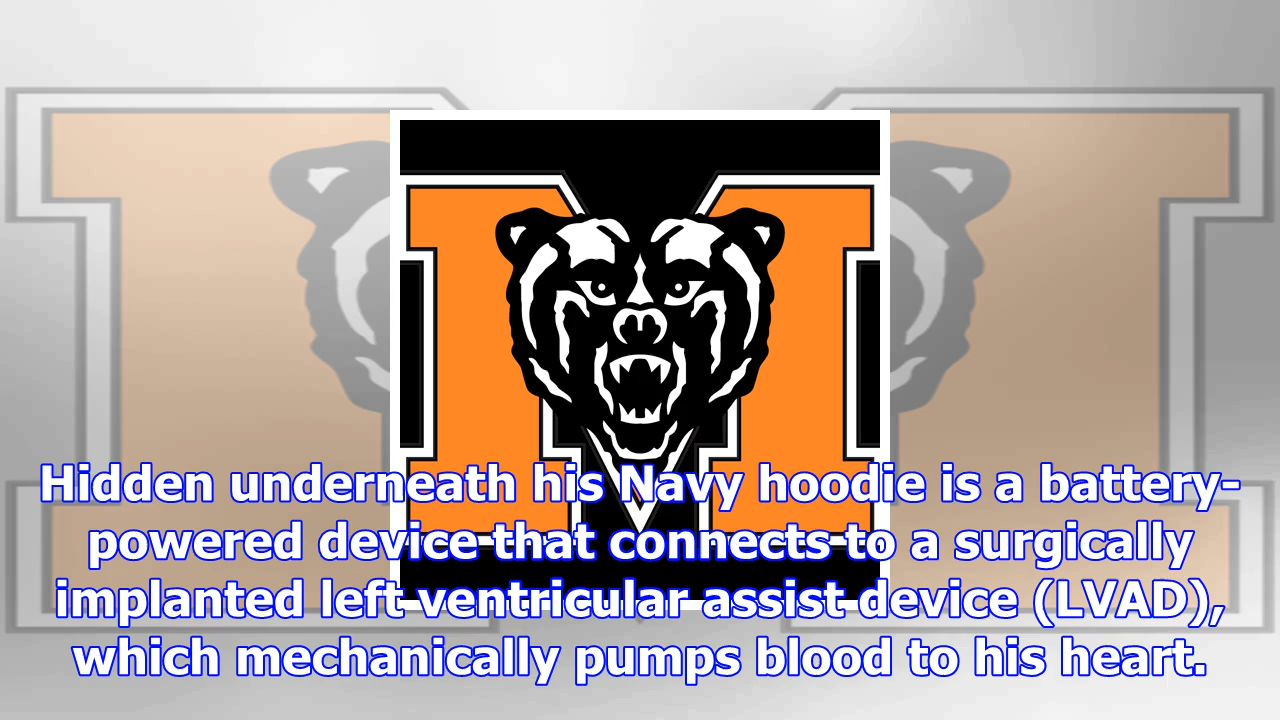 Hidden underneath his Navy hoodie is a battery-
powered device that connects to a surgically
implanted left ventricular assist device (LVAD),
which mechanically pumps blood to his heart.